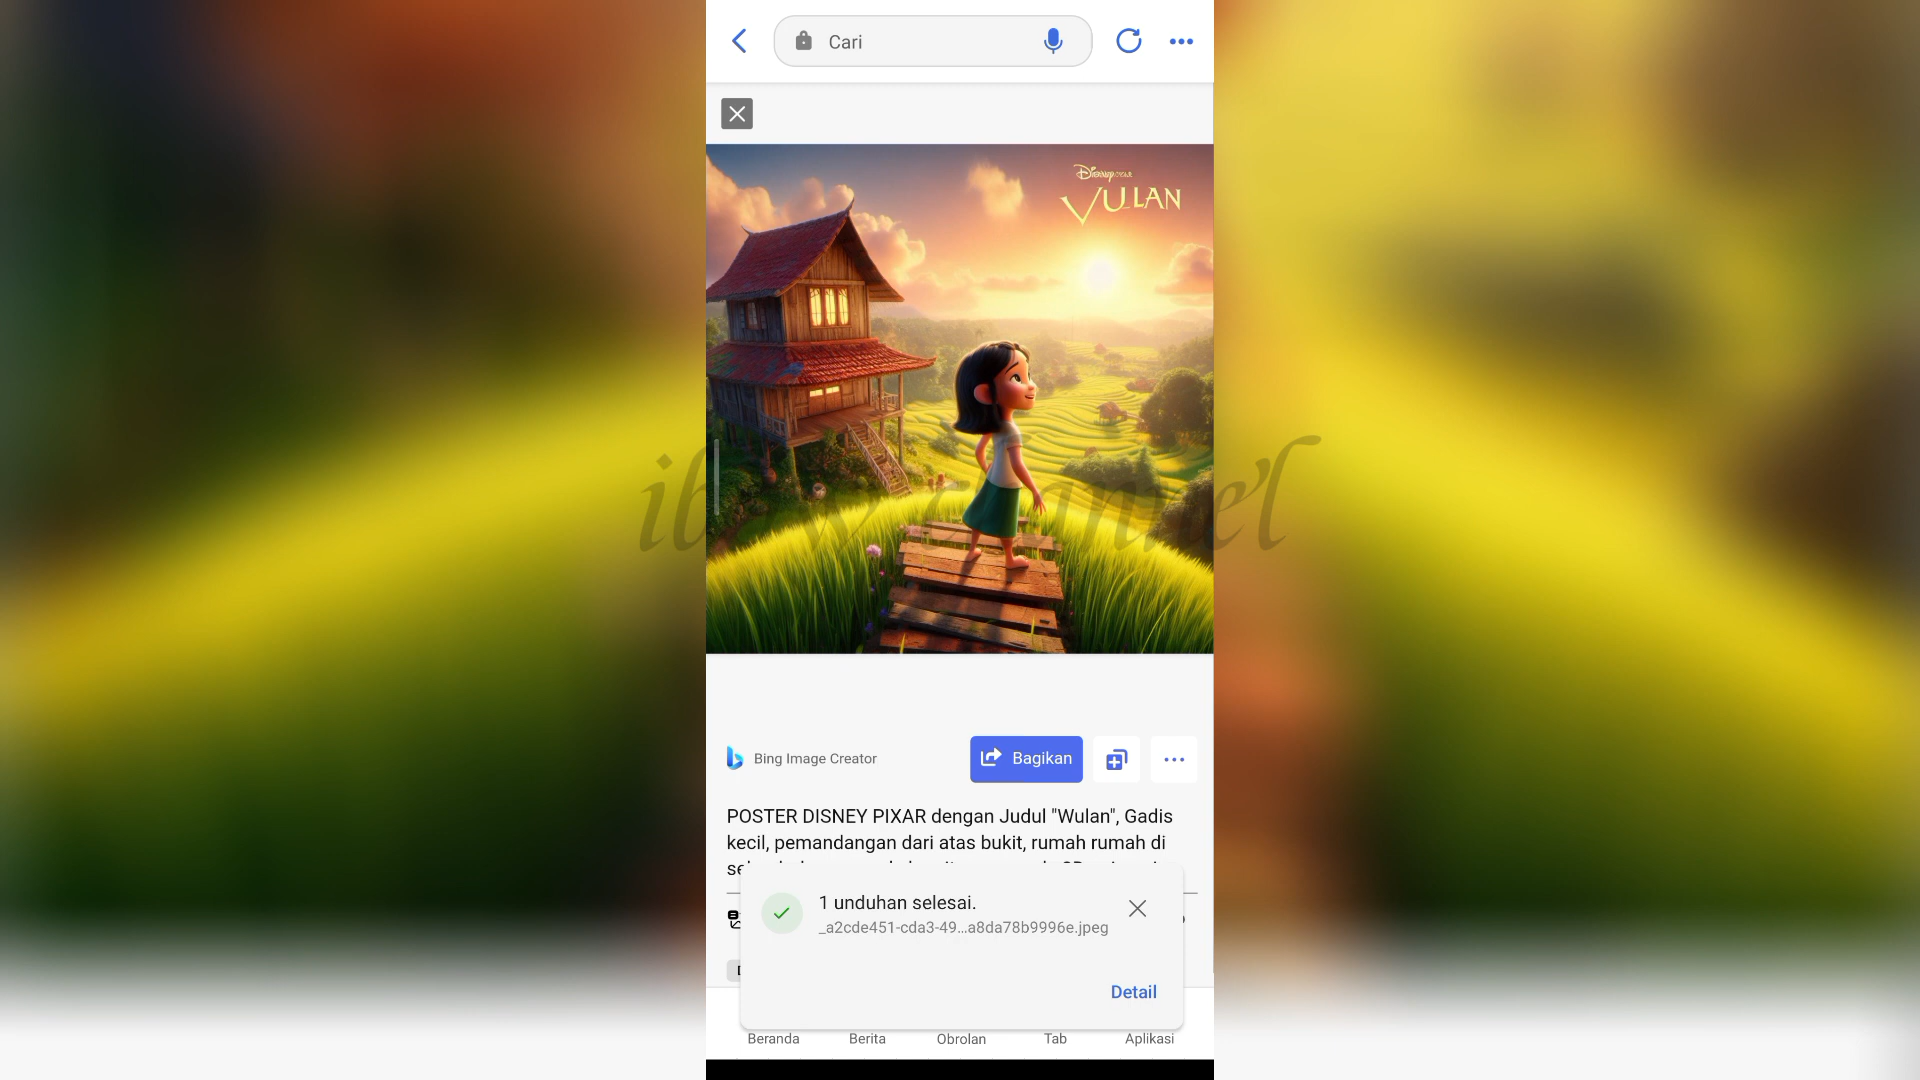 Cari
Disney PIXAR
VULAN
Bing Image Creator
Bagikan
POSTER DISNEY PIXAR dengan Judul "Wulan", Gadis
kecil, pemandangan dari atas bukit, rumah rumah di
1 unduhan selesai.
_a2cde451-cda3-49...a8da78b9996e.jpeg
Detail
Beranda
Berita
Obrolan
Tab
Aplikasi
channel